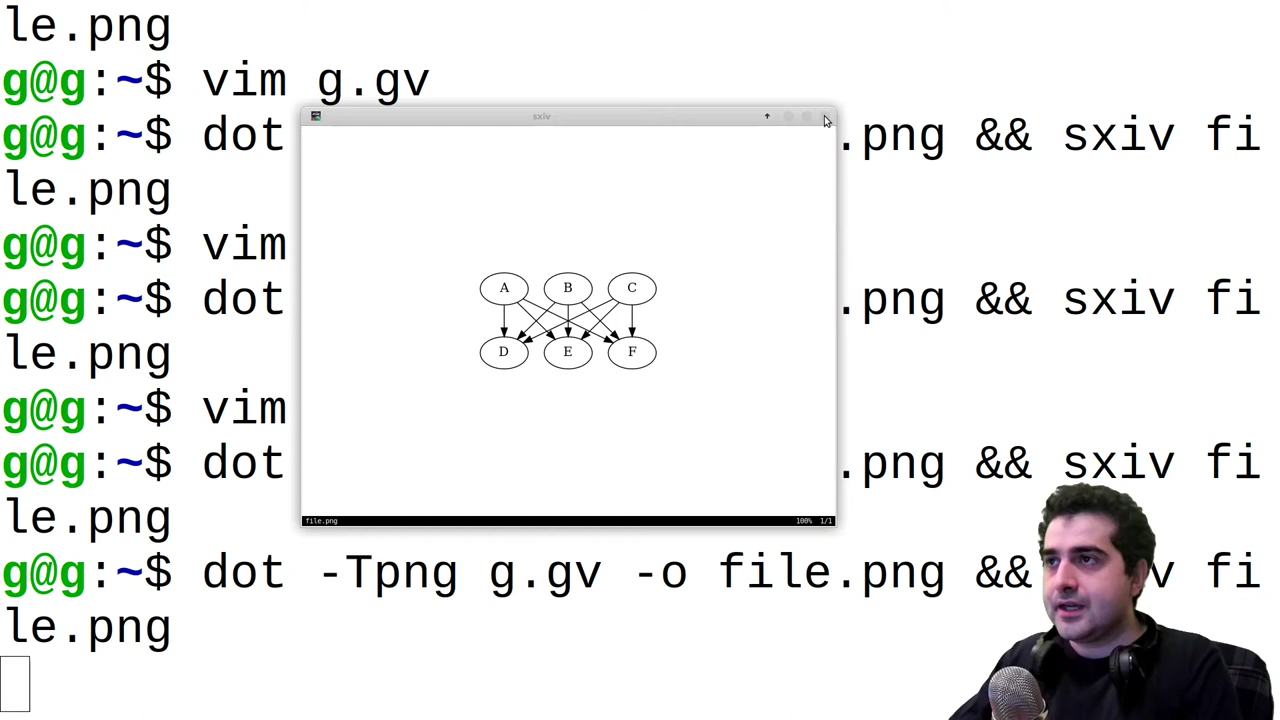 le.png
g@g:~$ vim g.gv
g@g:~$ dot .png && sxiv fi
le.png
g@g:~$ vim
g@g:~$ dot .png && sxiv fi
le.png
g@g:~$ vim
g@g:~$ dot .png && sxiv fi
le.png
g@g:~$ dot -Tpng g.gv -o file.png && v fi
le.png
sxiv
A B C
D E F
file.png 100% 1/1